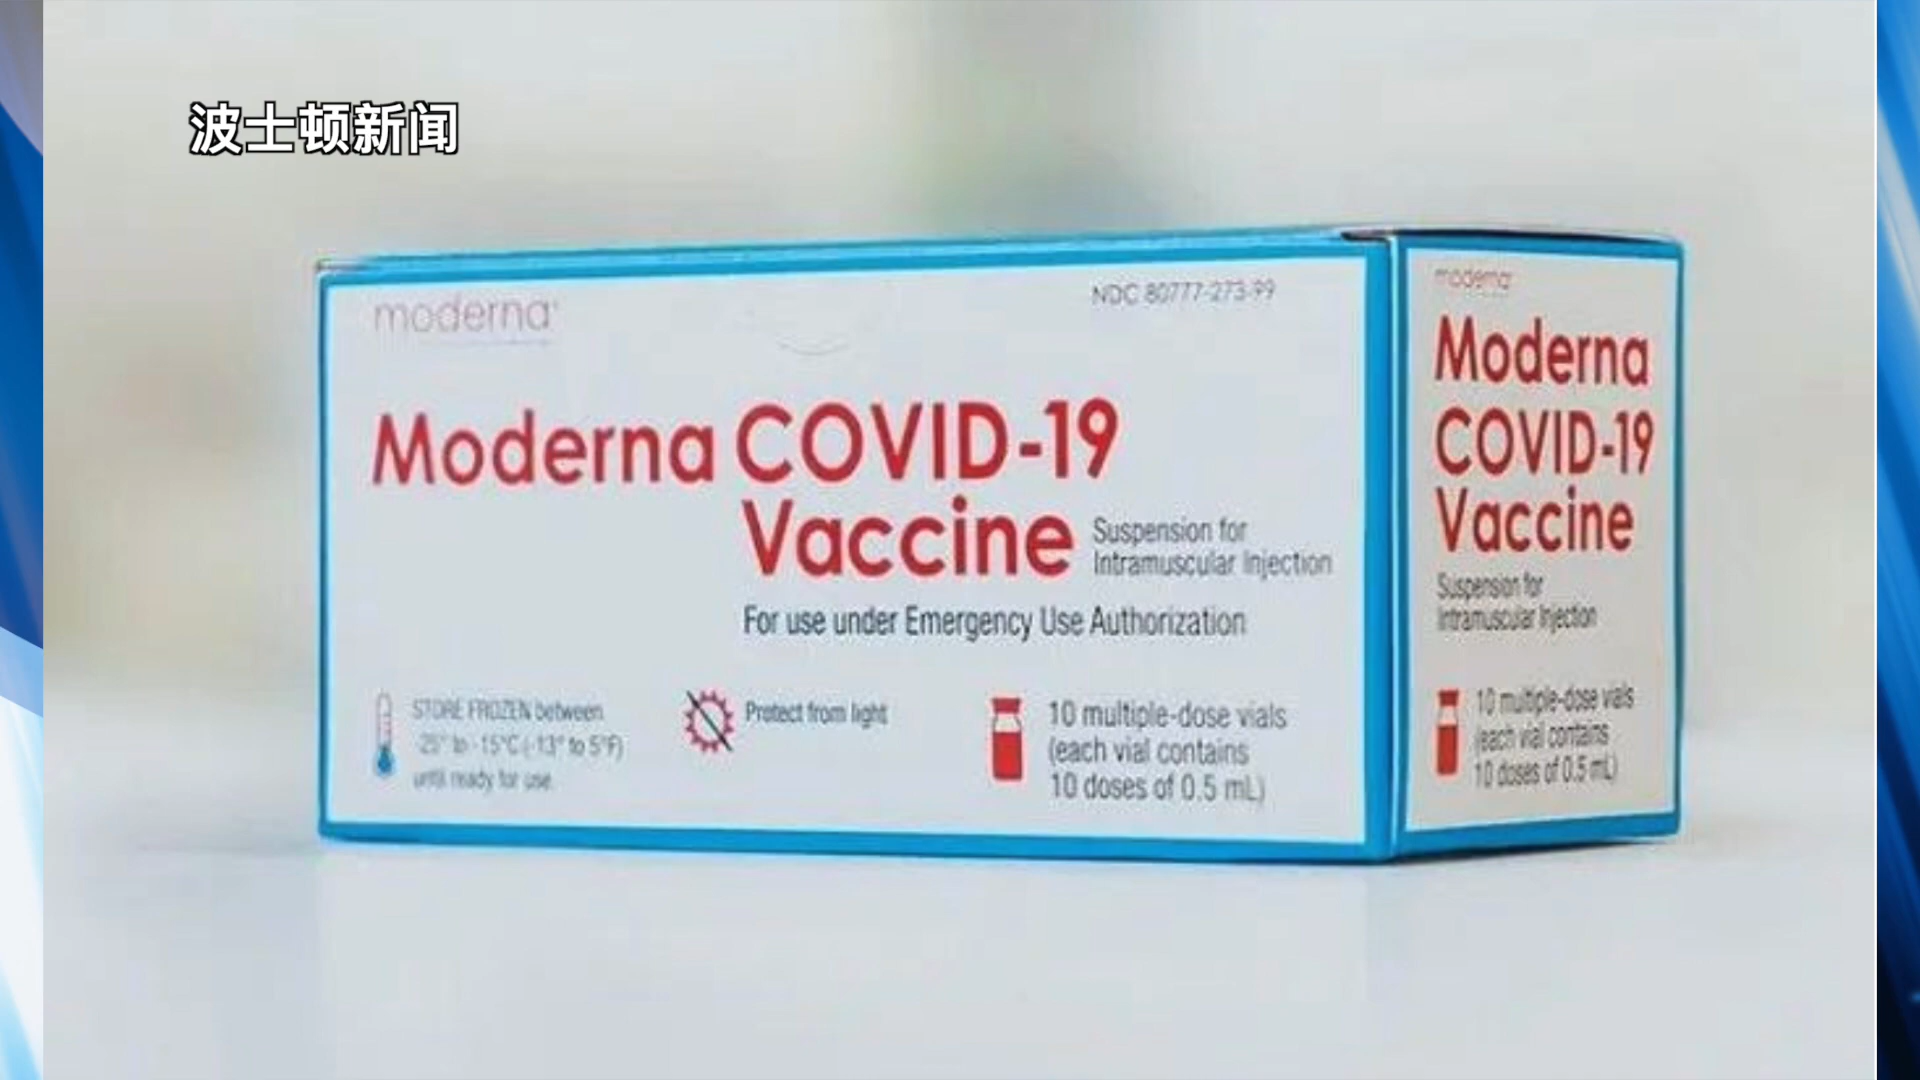 波士顿新闻
moderna
NDC 80777-273-99
Moderna COVID-19
Vaccine
Suspension for
Intramuscular Injection
For use under Emergency Use Authorization
STORE FROZEN between
-25° to -15°C (-13° to 5°F)
until ready for use.
Protect from light
10 multiple-dose vials
(each vial contains
10 doses of 0.5 mL)
moderna
Moderna
COVID-19
Vaccine
Suspension for
Intramuscular Injection
10 multiple-dose vials
(each vial contains
10 doses of 0.5 mL)